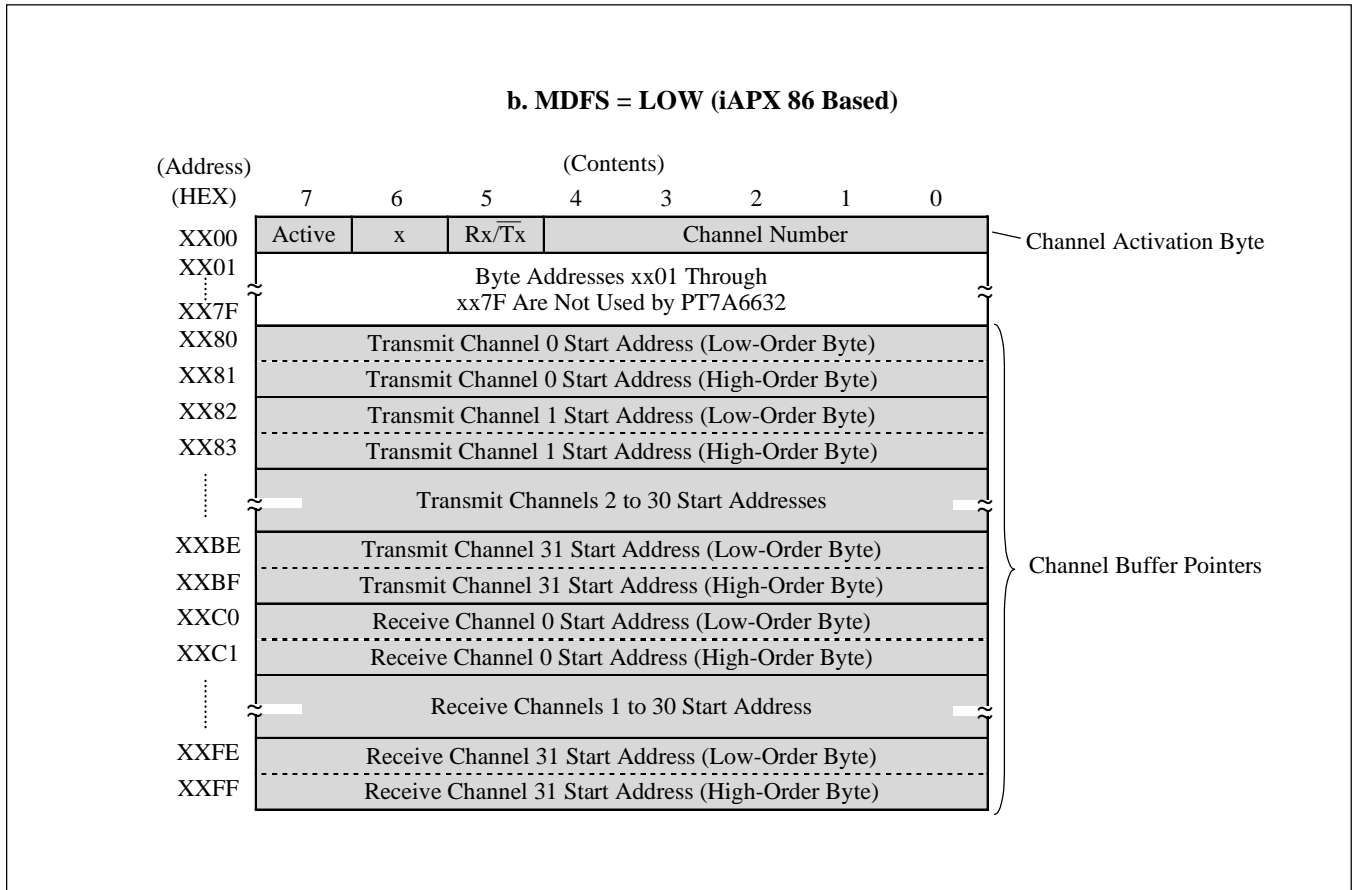 b. MDFS = LOW (iAPX 86 Based)
(Address) (Contents)
(HEX) 7 6 5 4 3 2 1 0
XX00 Active x Rx/T̅x̅ Channel Number Channel Activation Byte
XX01 Byte Addresses xx01 Through
XX7F xx7F Are Not Used by PT7A6632
XX80 Transmit Channel 0 Start Address (Low-Order Byte)
XX81 Transmit Channel 0 Start Address (High-Order Byte)
XX82 Transmit Channel 1 Start Address (Low-Order Byte)
XX83 Transmit Channel 1 Start Address (High-Order Byte)
Transmit Channels 2 to 30 Start Addresses
XXBE Transmit Channel 31 Start Address (Low-Order Byte)
Channel Buffer Pointers
XXBF Transmit Channel 31 Start Address (High-Order Byte)
XXC0 Receive Channel 0 Start Address (Low-Order Byte)
XXC1 Receive Channel 0 Start Address (High-Order Byte)
Receive Channels 1 to 30 Start Address
XXFE Receive Channel 31 Start Address (Low-Order Byte)
XXFF Receive Channel 31 Start Address (High-Order Byte)